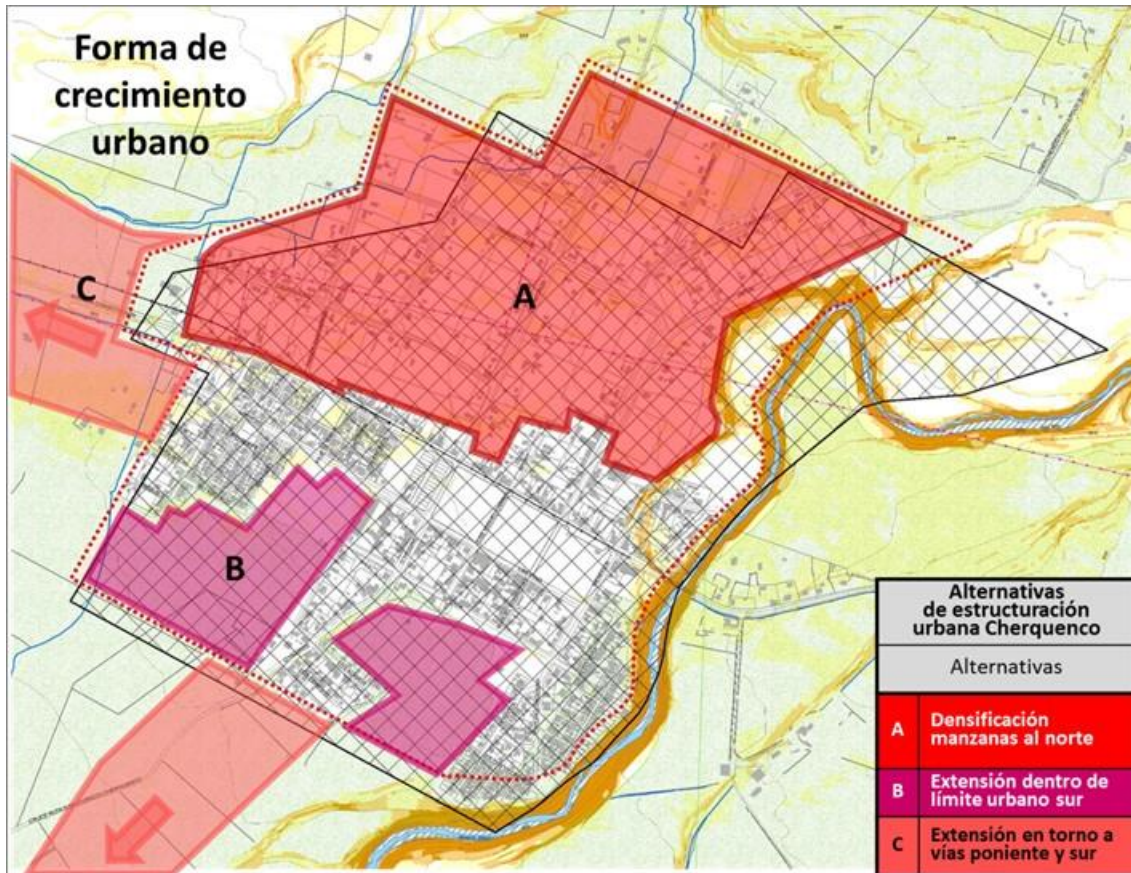 Forma de
crecimiento
urbano
C
A
B
Alternativas
de estructuración
urbana Cherquenco
Alternativas
A Densificación
manzanas al norte
B Extensión dentro de
límite urbano sur
C Extensión en torno a
vías poniente y sur